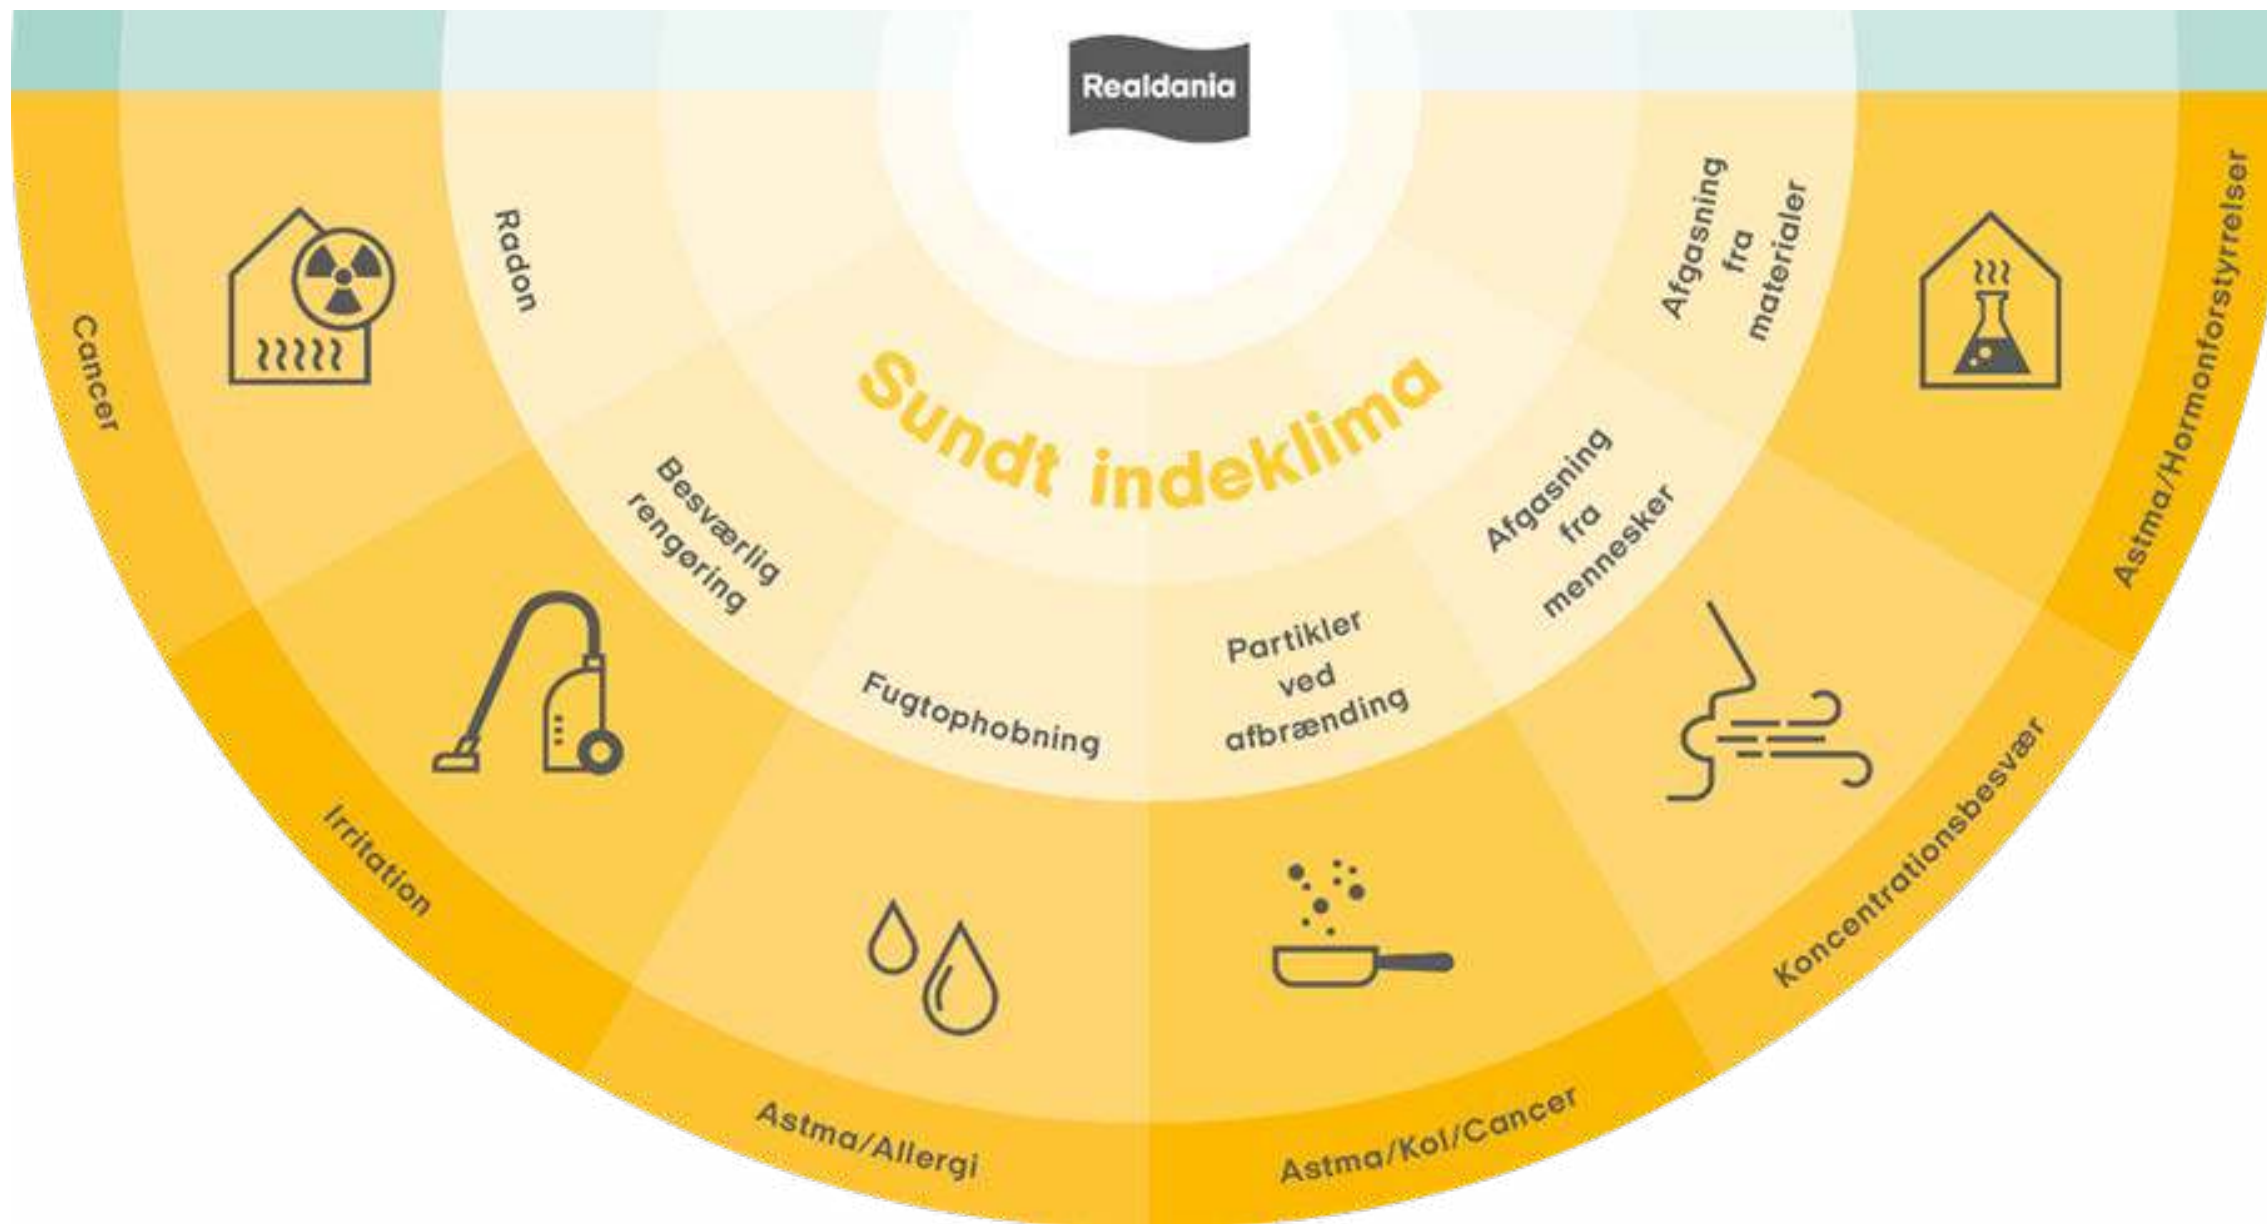 Realdania
Sundt indeklima
Radon
Besværlig
rengøring
Fugtophobning
Partikler
ved
afbrænding
Afgasning
fra
mennesker
Afgasning
fra
materialer
Cancer
Irritation
Astma/Allergi
Astma/Kol/Cancer
Koncentrationsbesvær
Astma/Hormonforstyrrelser